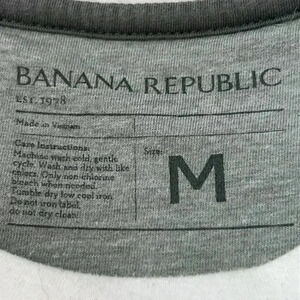 BANANA REPUBLIC
EST. 1978
Made in Vietnam
Care Instructions:
Machine wash cold, gentle
cycle. Wash and dry with like
colors. Only non-chlorine
bleach when needed.
Tumble dry low cool iron.
Do not iron label.
do not dry clean.
Size:
M